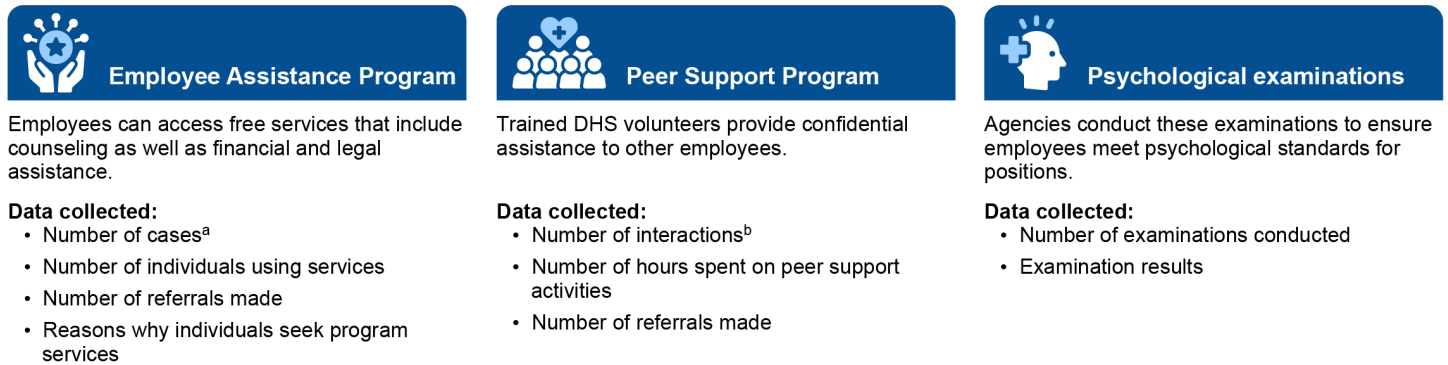 Employee Assistance Program
Employees can access free services that include
counseling as well as financial and legal
assistance.
Data collected:
• Number of casesᵃ
• Number of individuals using services
• Number of referrals made
• Reasons why individuals seek program
services
Peer Support Program
Trained DHS volunteers provide confidential
assistance to other employees.
Data collected:
• Number of interactionsᵇ
• Number of hours spent on peer support
activities
• Number of referrals made
Psychological examinations
Agencies conduct these examinations to ensure
employees meet psychological standards for
positions.
Data collected:
• Number of examinations conducted
• Examination results